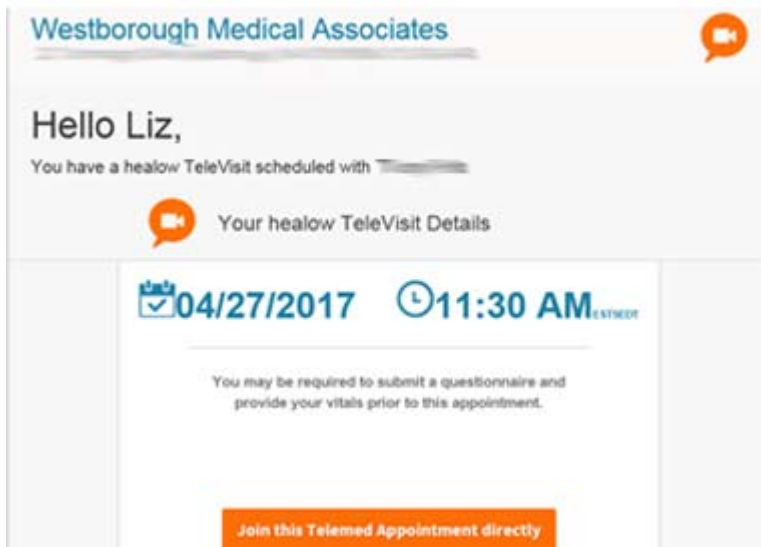 Westborough Medical Associates
Hello Liz,
You have a healow TeleVisit scheduled with
Your healow TeleVisit Details
04/27/2017 11:30 AM EST5EDT
You may be required to submit a questionnaire and
provide your vitals prior to this appointment.
Join this Telemed Appointment directly